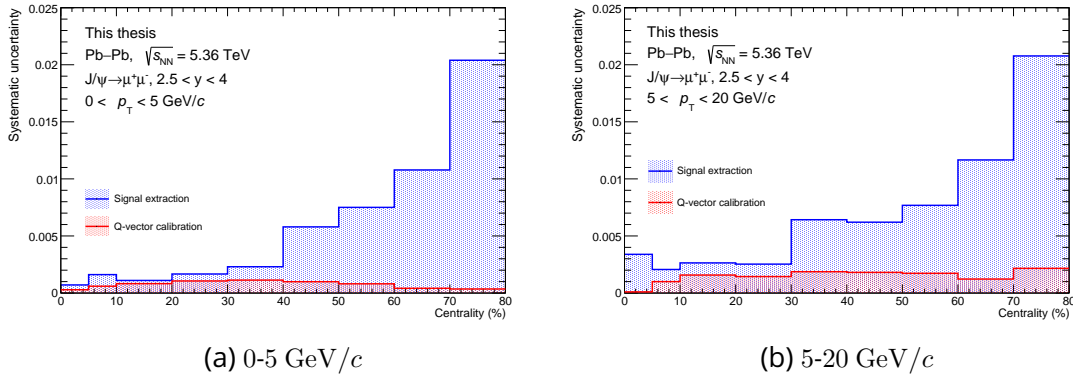 Systematic uncertainty
0.025
0.02
0.015
0.01
0.005
0
This thesis
Pb–Pb, √s_NN = 5.36 TeV
J/ψ→μ⁺μ⁻, 2.5 < y < 4
0 < p_T < 5 GeV/c
Signal extraction
Q-vector calibration
0 10 20 30 40 50 60 70 80
Centrality (%)
(a) 0-5 GeV/c
Systematic uncertainty
0.025
0.02
0.015
0.01
0.005
0
This thesis
Pb–Pb, √s_NN = 5.36 TeV
J/ψ→μ⁺μ⁻, 2.5 < y < 4
5 < p_T < 20 GeV/c
Signal extraction
Q-vector calibration
0 10 20 30 40 50 60 70 80
Centrality (%)
(b) 5-20 GeV/c